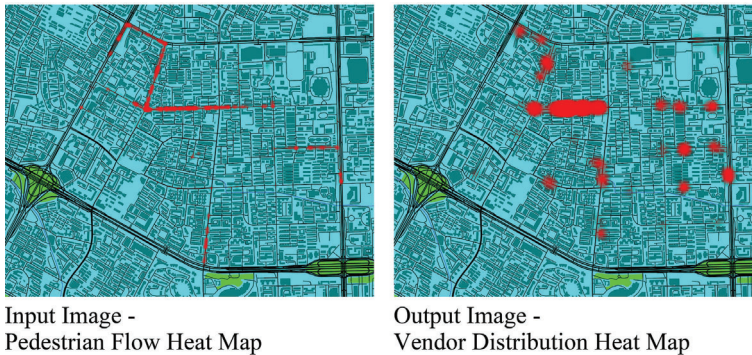 Input Image -
Pedestrian Flow Heat Map
Output Image -
Vendor Distribution Heat Map